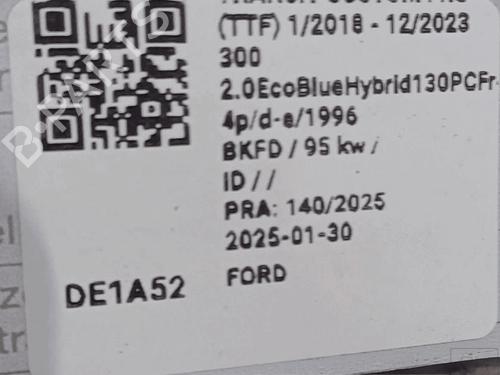 (TTF) 1/2018 - 12/2023
300
2.0EcoBlueHybrid130PCFr
4p/d-e/1996
BKFD / 95 kw /
ID / /
PRA: 140/2025
2025-01-30
FORD
DE1A52
B-PARTS